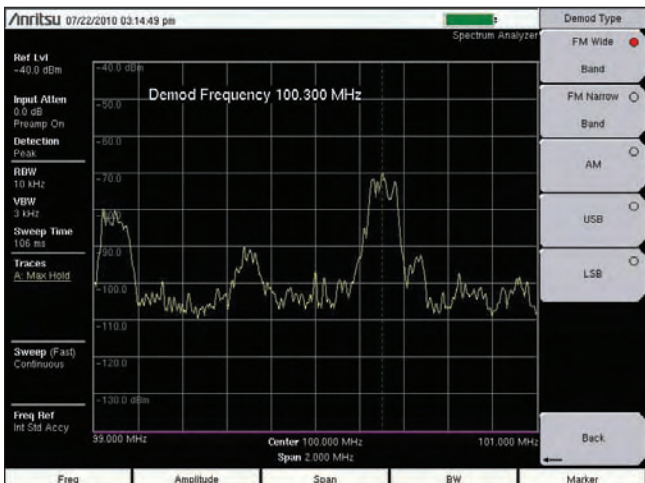 Anritsu 07/22/2010 03:14:49 pm
Spectrum Analyzer
Ref Lvl
-40.0 dBm
Input Atten
0.0 dB
Preamp On
Detection
Peak
RBW
10 kHz
VBW
3 kHz
Sweep Time
106 ms
Traces
A: Max Hold
Sweep (Fast)
Continuous
Freq Ref
Int Std Accy
-40.0 dBm
Demod Frequency 100.300 MHz
-50.0
-60.0
-70.0
-80.0
-90.0
-100.0
-110.0
-120.0
-130.0 dBm
99.000 MHz
Center 100.000 MHz
101.000 MHz
Span 2.000 MHz
Demod Type
FM Wide
Band
FM Narrow
Band
AM
USB
LSB
Back
Freq
Amplitude
Span
BW
Marker